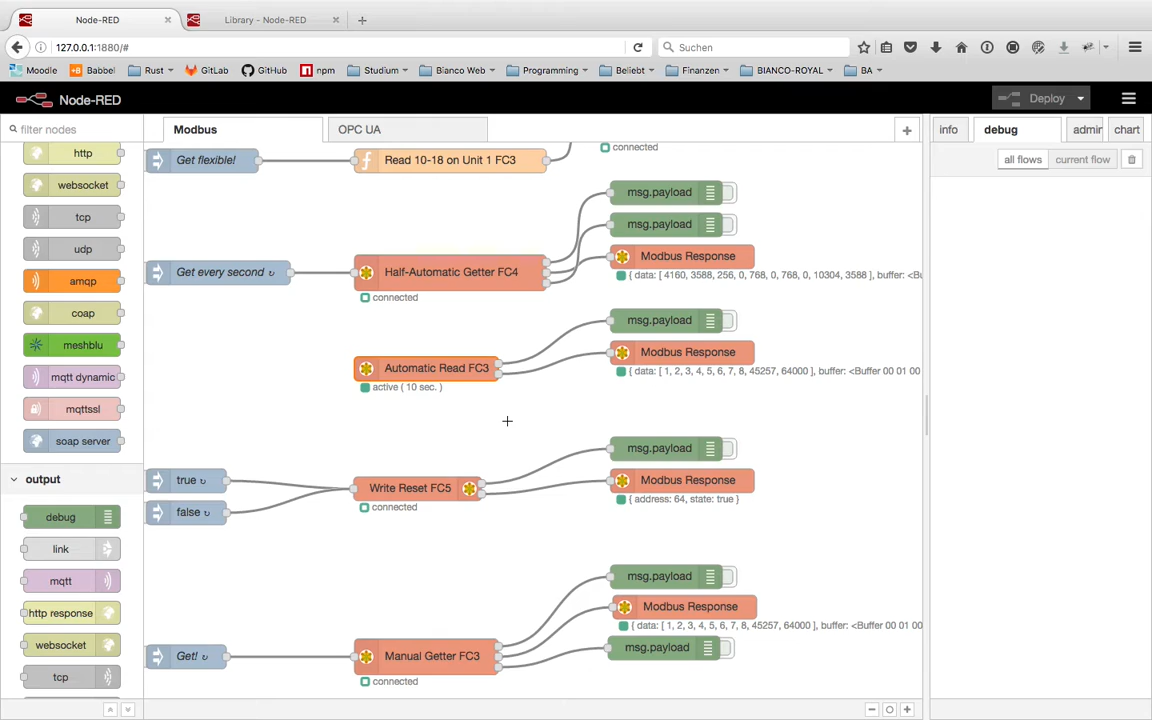 Node-RED
Library - Node-RED
127.0.0.1:1880/#
Suchen
Moodle
Babbel
Rust
GitLab
GitHub
npm
Studium
Bianco Web
Programming
Beliebt
Finanzen
BIANCO-ROYAL
BA
Node-RED
Deploy
filter nodes
Modbus
OPC UA
info
debug
admin
chart
all flows
current flow
http
websocket
tcp
udp
amqp
coap
meshblu
mqtt dynamic
mqttssl
soap server
output
debug
link
mqtt
http response
websocket
tcp
Get flexible!
Read 10-18 on Unit 1 FC3
connected
msg.payload
msg.payload
Get every second ↻
Half-Automatic Getter FC4
connected
Modbus Response
{ data: [ 4160, 3588, 256, 0, 768, 0, 768, 0, 10304, 3588 ], buffer: <Bu
msg.payload
Automatic Read FC3
active ( 10 sec. )
Modbus Response
{ data: [ 1, 2, 3, 4, 5, 6, 7, 8, 45257, 64000 ], buffer: <Buffer 00 01 00
msg.payload
true ↻
false ↻
Write Reset FC5
connected
Modbus Response
{ address: 64, state: true }
msg.payload
Modbus Response
{ data: [ 1, 2, 3, 4, 5, 6, 7, 8, 45257, 64000 ], buffer: <Buffer 00 01 00
Get! ↻
Manual Getter FC3
connected
msg.payload